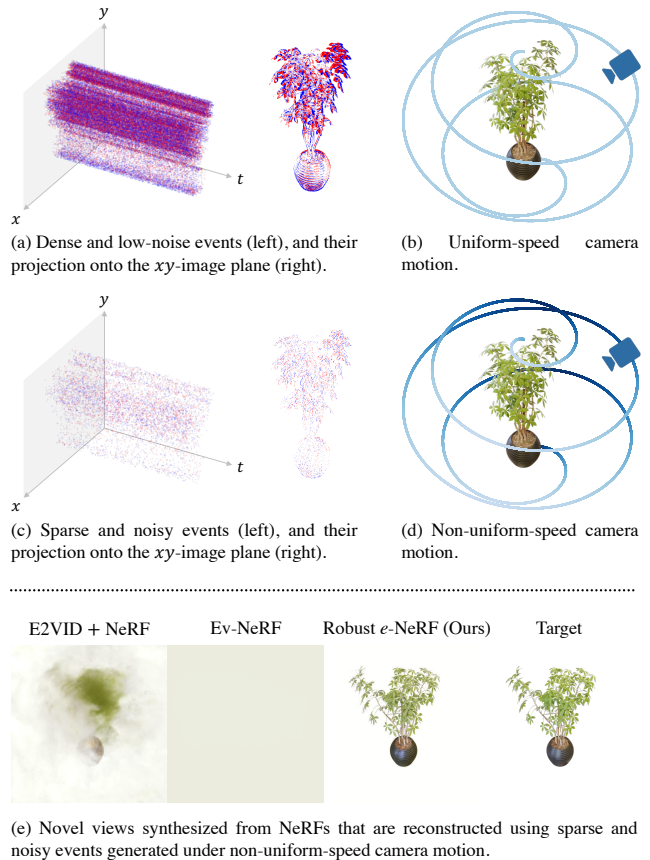 y
t
x
(a) Dense and low-noise events (left), and their
projection onto the xy-image plane (right).
(b) Uniform-speed camera
motion.
y
t
x
(c) Sparse and noisy events (left), and their
projection onto the xy-image plane (right).
(d) Non-uniform-speed camera
motion.
E2VID + NeRF Ev-NeRF Robust e-NeRF (Ours) Target
(e) Novel views synthesized from NeRFs that are reconstructed using sparse and
noisy events generated under non-uniform-speed camera motion.